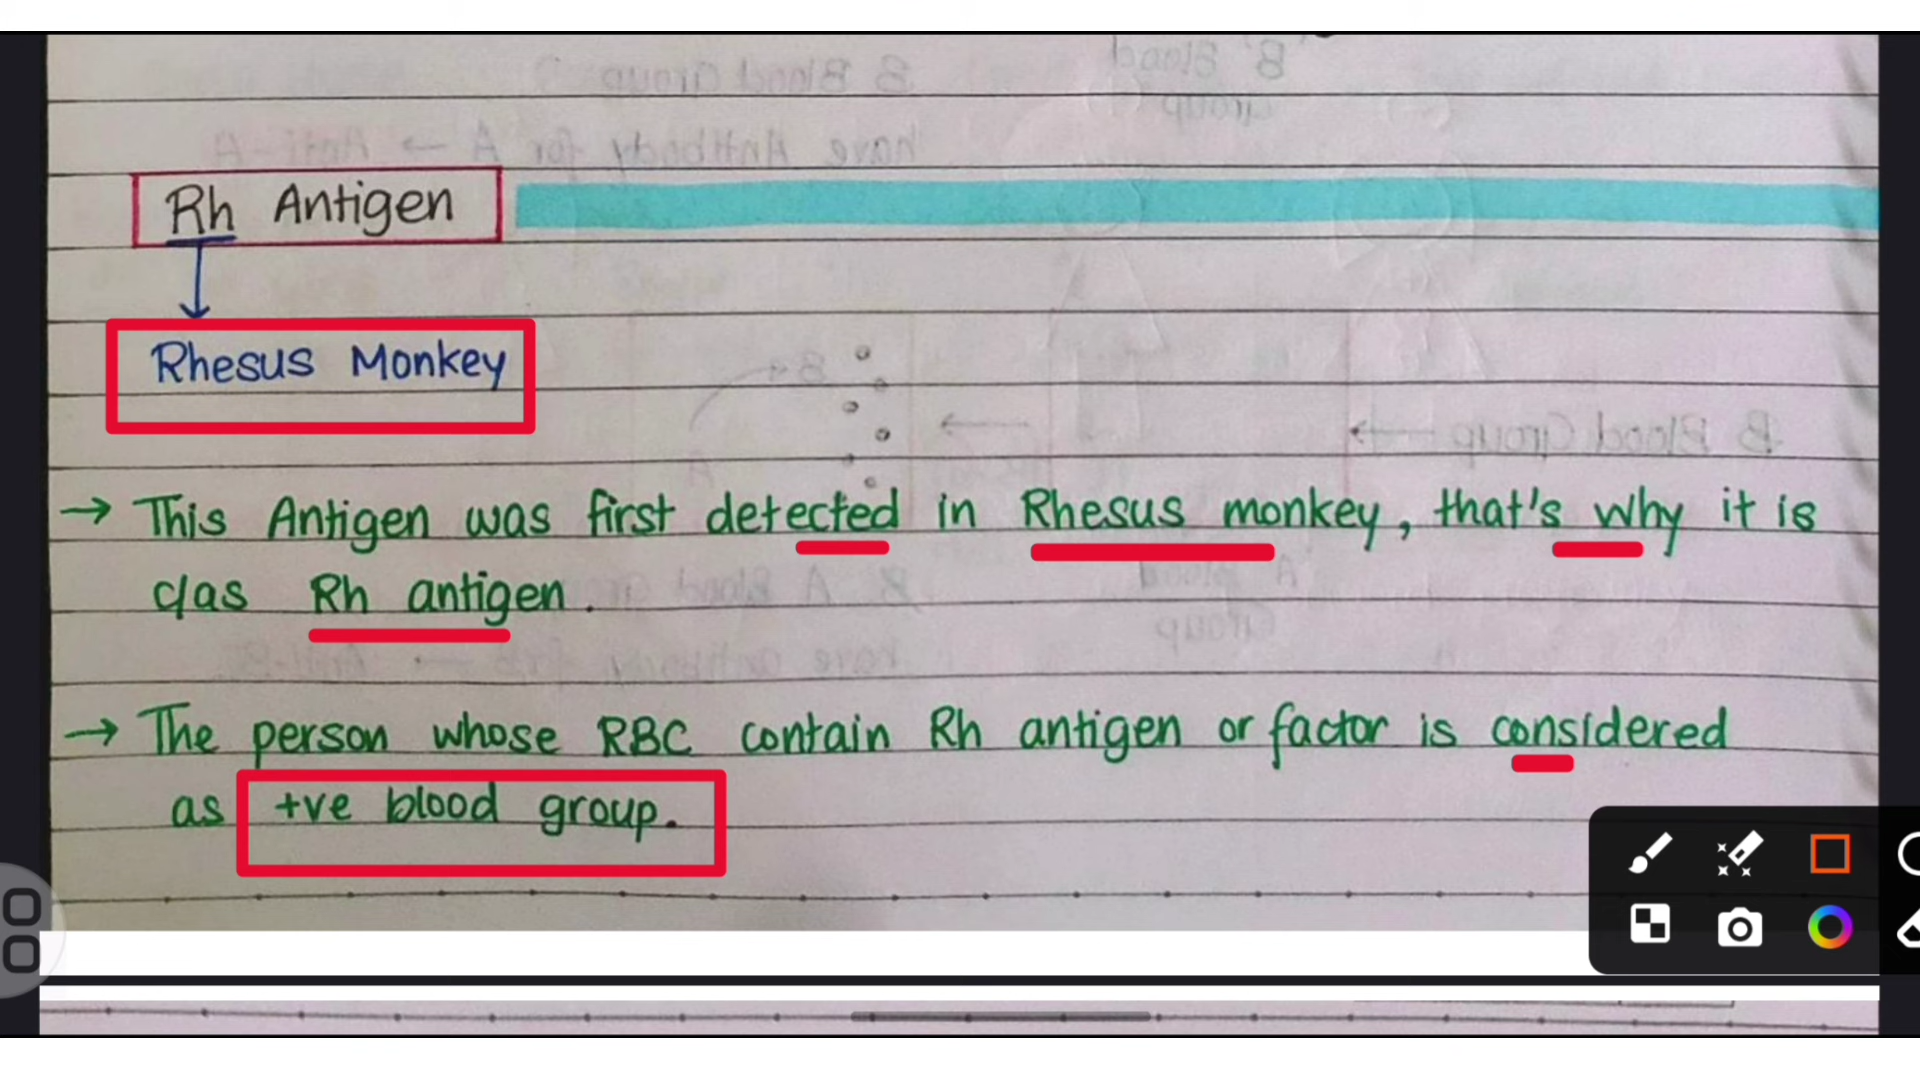 Rh Antigen
Rhesus Monkey
→ This Antigen was first detected in Rhesus monkey, that's why it is
c/as Rh antigen.
→ The person whose RBC contain Rh antigen or factor is considered
as +ve blood group.